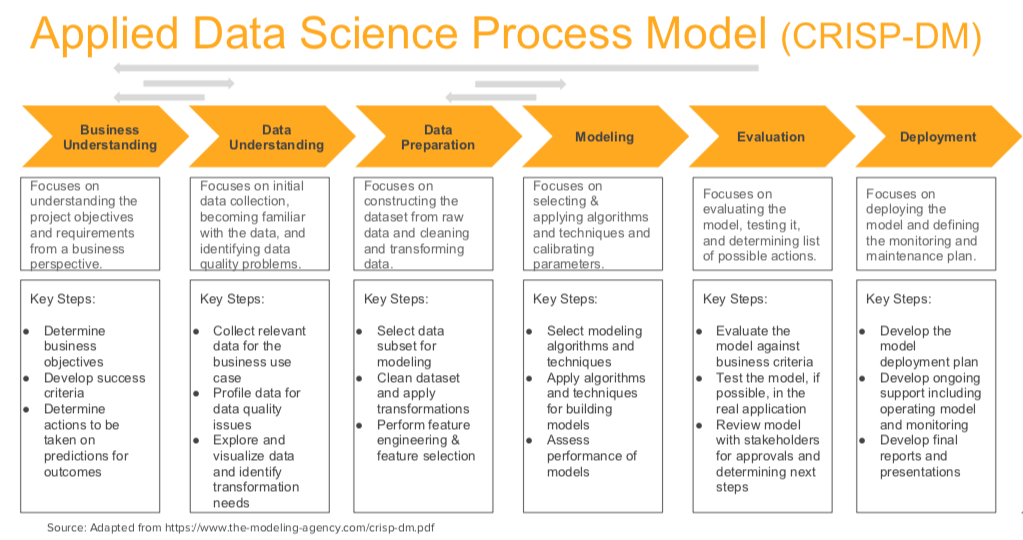 Applied Data Science Process Model (CRISP-DM)
Business
Understanding
Data
Understanding
Data
Preparation
Modeling
Evaluation
Deployment
Focuses on
understanding the
project objectives
and requirements
from a business
perspective.
Focuses on initial
data collection,
becoming familiar
with the data, and
identifying data
quality problems.
Focuses on
constructing the
dataset from raw
data and cleaning
and transforming
data.
Focuses on
selecting &
applying algorithms
and techniques and
calibrating
parameters.
Focuses on
evaluating the
model, testing it,
and determining list
of possible actions.
Focuses on
deploying the
model and defining
the monitoring and
maintenance plan.
Key Steps:
● Determine
business
objectives
● Develop success
criteria
● Determine
actions to be
taken on
predictions for
outcomes
Key Steps:
● Collect relevant
data for the
business use
case
● Profile data for
data quality
issues
● Explore and
visualize data
and identify
transformation
needs
Key Steps:
● Select data
subset for
modeling
● Clean dataset
and apply
transformations
● Perform feature
engineering &
feature selection
Key Steps:
● Select modeling
algorithms and
techniques
● Apply algorithms
and techniques
for building
models
● Assess
performance of
models
Key Steps:
● Evaluate the
model against
business criteria
● Test the model, if
possible, in the
real application
● Review model
with stakeholders
for approvals and
determining next
steps
Key Steps:
● Develop the
model
deployment plan
● Develop ongoing
support including
operating model
and monitoring
● Develop final
reports and
presentations
Source: Adapted from https://www.the-modeling-agency.com/crisp-dm.pdf